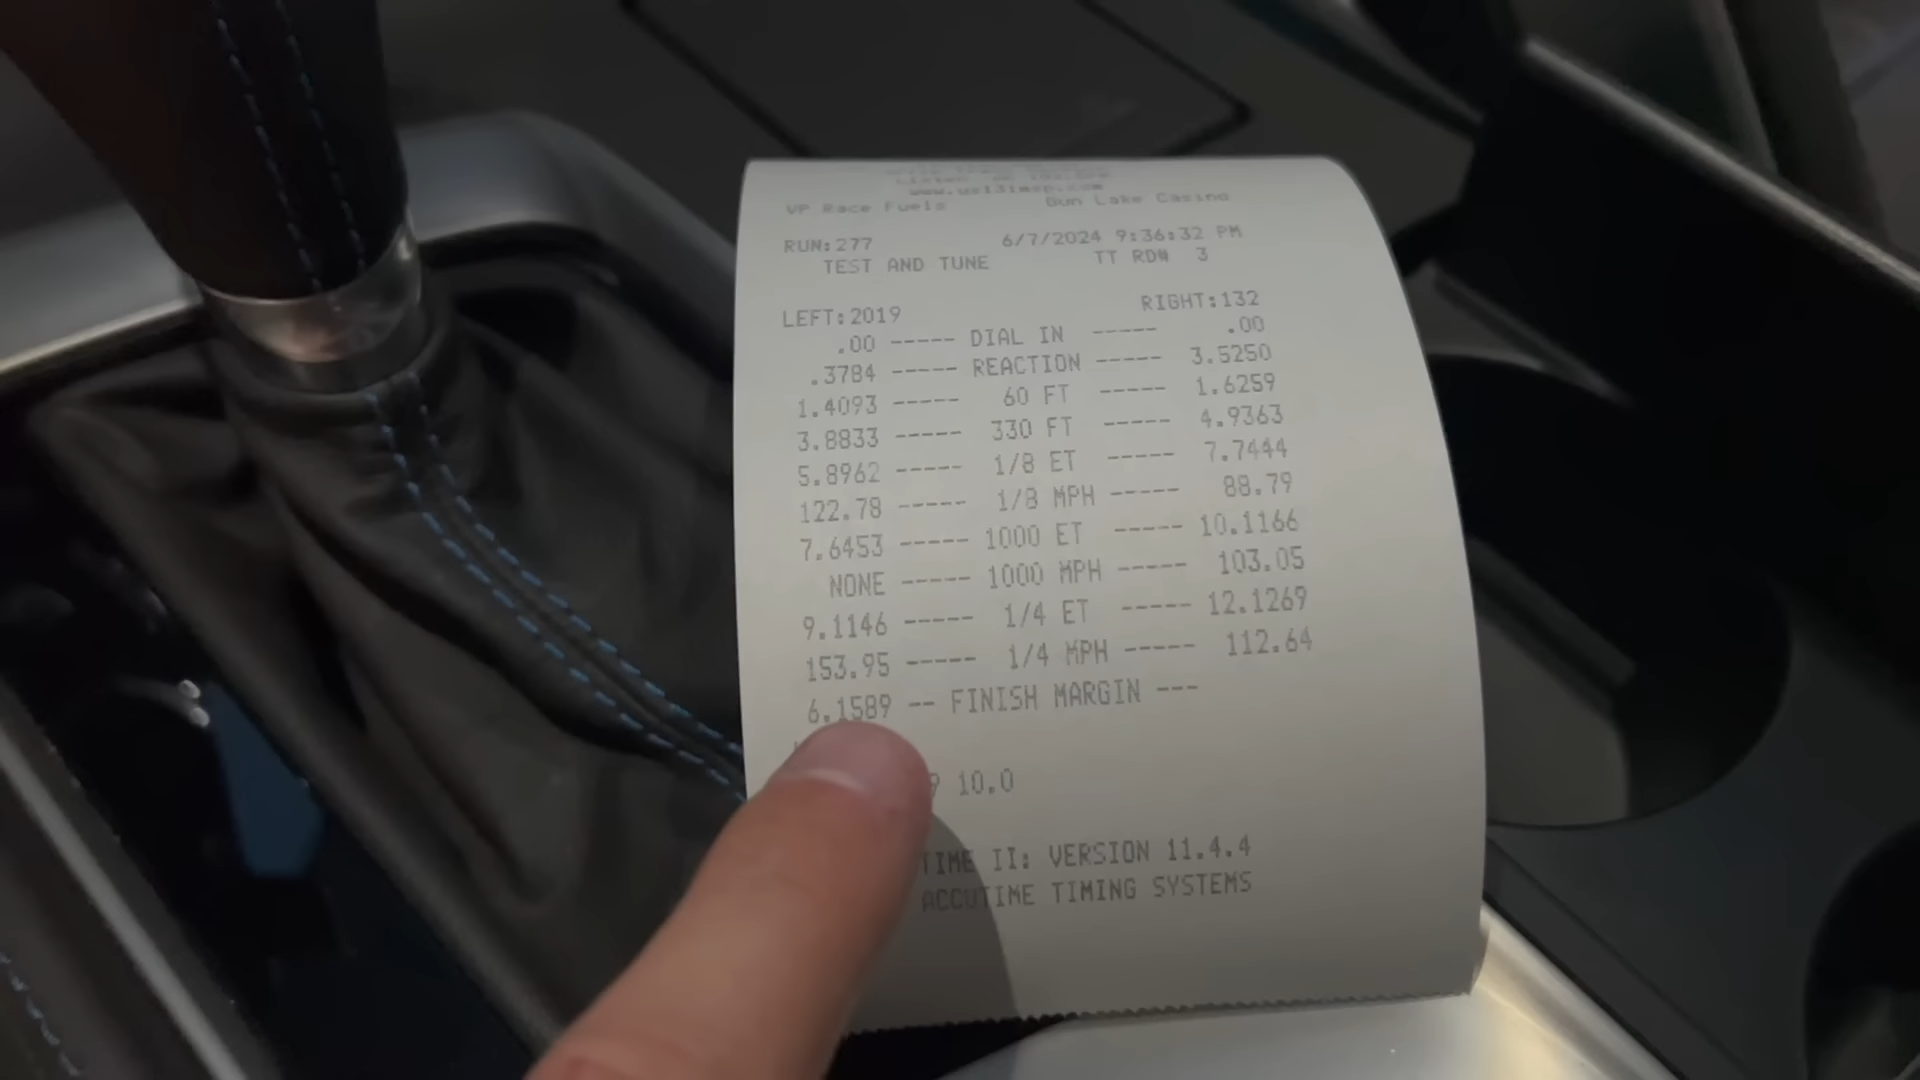 www.us131msp.com
VP Race Fuels Gun Lake Casino
RUN:277 6/7/2024 9:36:32 PM
TEST AND TUNE TT RD# 3
LEFT:2019 RIGHT:132
.00 ----- DIAL IN ----- .00
.3784 ----- REACTION ----- 3.5250
1.4093 ----- 60 FT ----- 1.6259
3.8833 ----- 330 FT ----- 4.9363
5.8962 ----- 1/8 ET ----- 7.7444
122.78 ----- 1/8 MPH ----- 88.79
7.6453 ----- 1000 ET ----- 10.1166
NONE ----- 1000 MPH ----- 103.05
9.1146 ----- 1/4 ET ----- 12.1269
153.95 ----- 1/4 MPH ----- 112.64
6.1589 -- FINISH MARGIN ---
10.0
TIME II: VERSION 11.4.4
ACCUTIME TIMING SYSTEMS